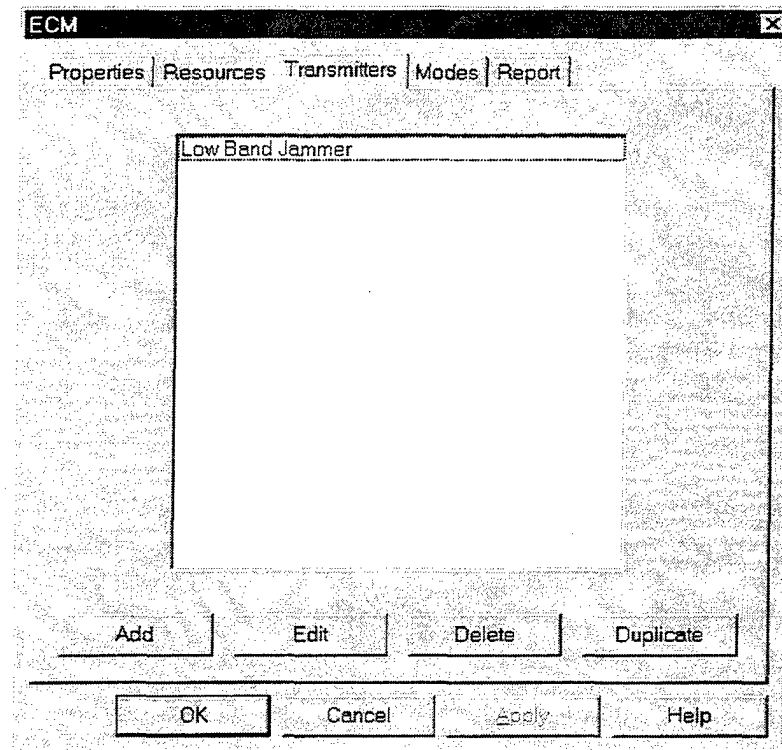 ECM
Properties Resources Transmitters Modes Report
Low Band Jammer
Add Edit Delete Duplicate
OK Cancel Apply Help